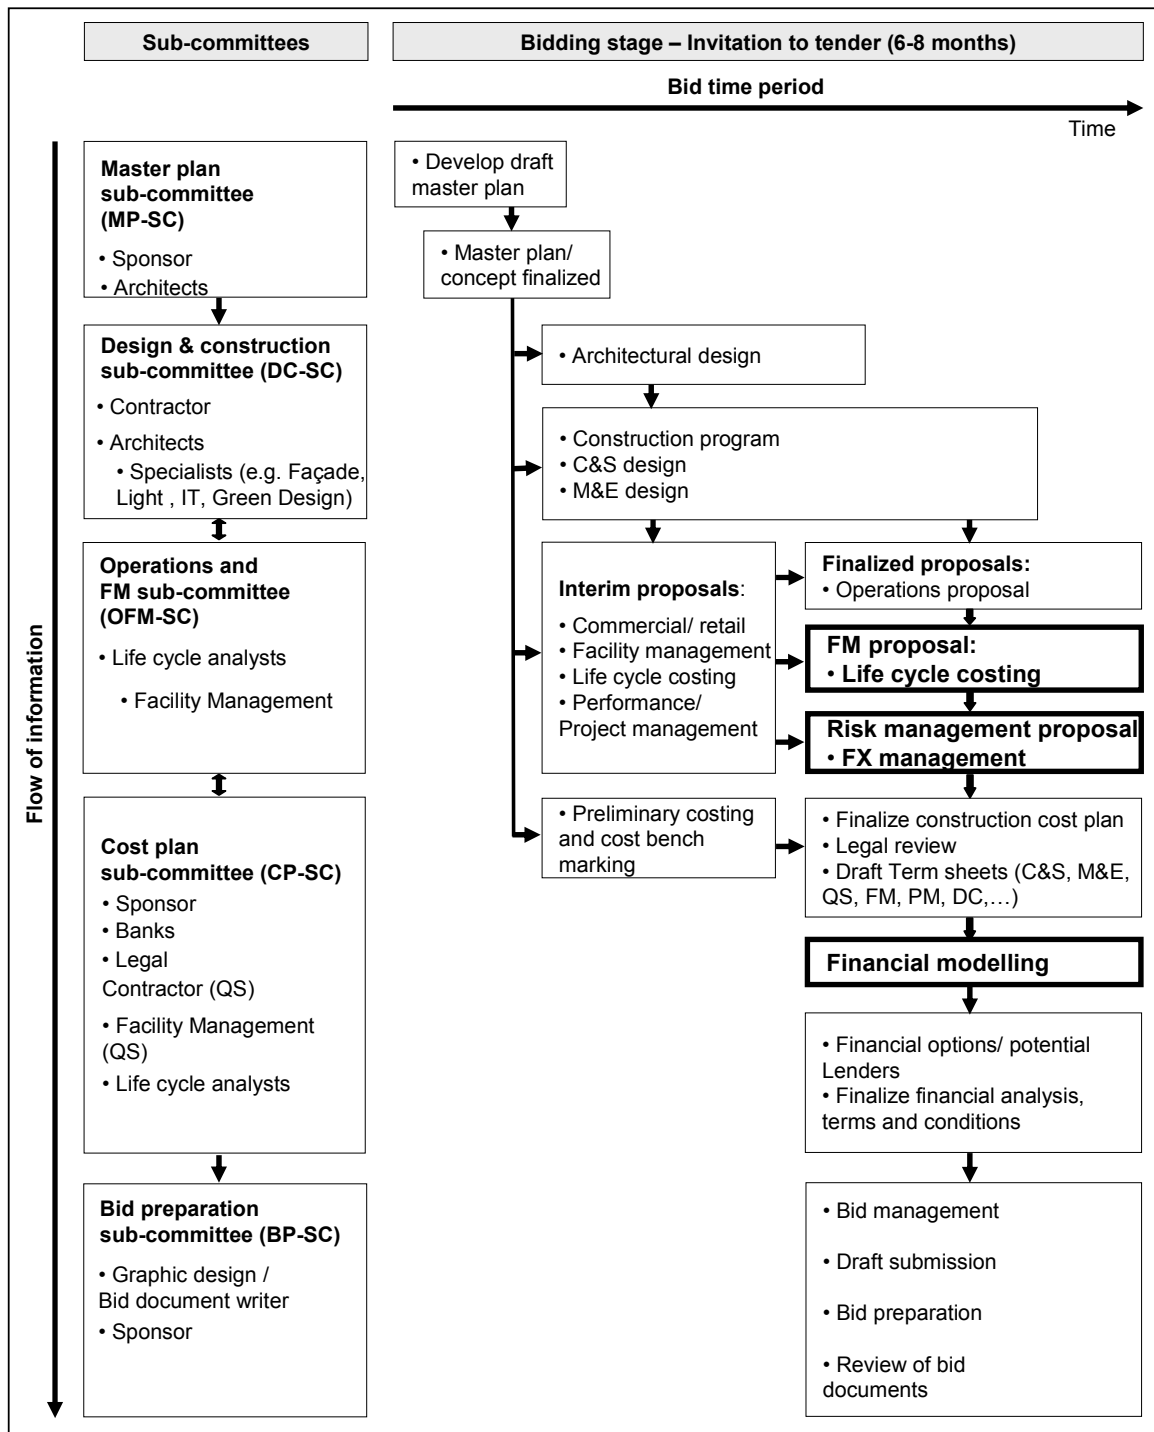 Sub-committees
Bidding stage – Invitation to tender (6-8 months)
Bid time period
Time
Flow of information
Master plan
sub-committee
(MP-SC)
• Sponsor
• Architects
Design & construction
sub-committee (DC-SC)
• Contractor
• Architects
• Specialists (e.g. Façade,
Light , IT, Green Design)
Operations and
FM sub-committee
(OFM-SC)
• Life cycle analysts
• Facility Management
Cost plan
sub-committee (CP-SC)
• Sponsor
• Banks
• Legal
Contractor (QS)
• Facility Management
(QS)
• Life cycle analysts
Bid preparation
sub-committee (BP-SC)
• Graphic design /
Bid document writer
• Sponsor
• Develop draft
master plan
• Master plan/
concept finalized
• Architectural design
• Construction program
• C&S design
• M&E design
Interim proposals:
• Commercial/ retail
• Facility management
• Life cycle costing
• Performance/
Project management
• Preliminary costing
and cost bench
marking
Finalized proposals:
• Operations proposal
FM proposal:
• Life cycle costing
Risk management proposal
• FX management
• Finalize construction cost plan
• Legal review
• Draft Term sheets (C&S, M&E,
QS, FM, PM, DC,…)
Financial modelling
• Financial options/ potential
Lenders
• Finalize financial analysis,
terms and conditions
• Bid management
• Draft submission
• Bid preparation
• Review of bid
documents